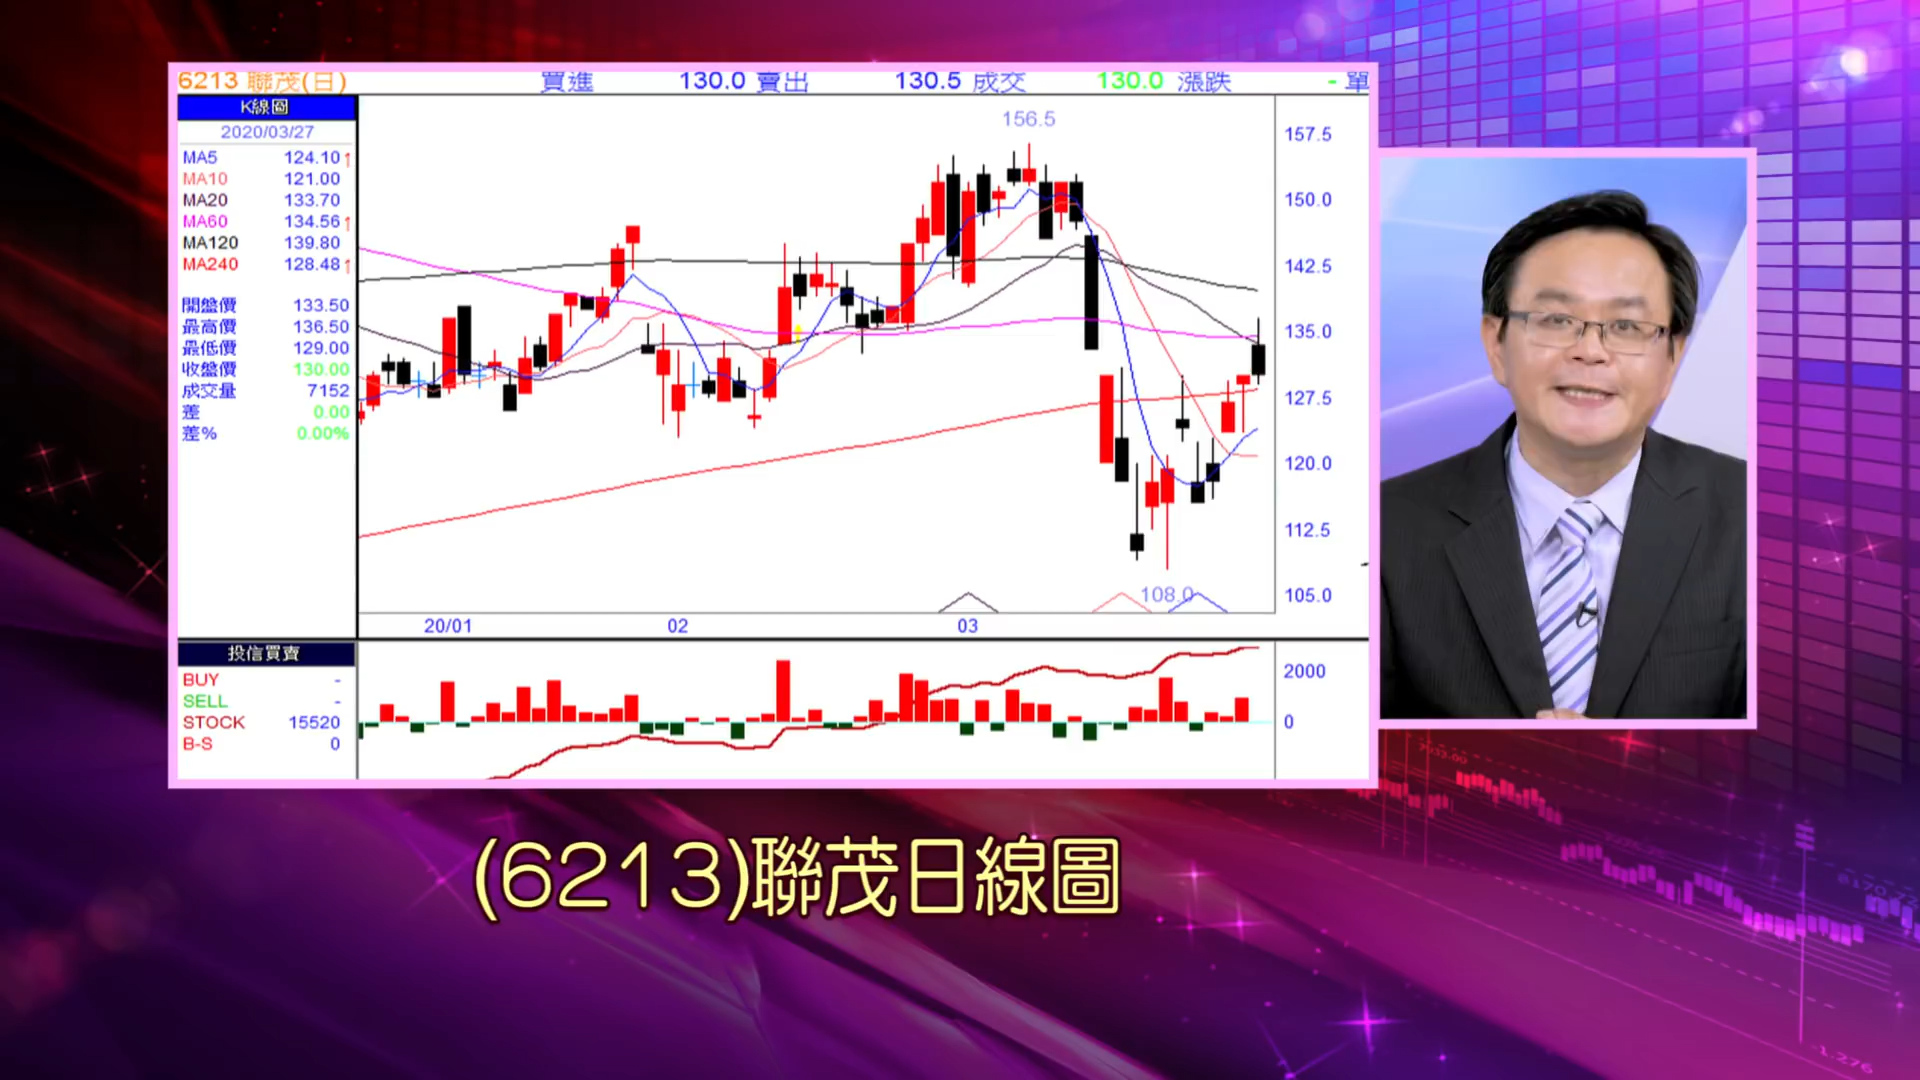 6213 聯茂(日) 買進 130.0 賣出 130.5 成交 130.0 漲跌 - 單
K線圖
2020/03/27
MA5 124.10↑
MA10 121.00
MA20 133.70
MA60 134.56↑
MA120 139.80
MA240 128.48↑
開盤價 133.50
最高價 136.50
最低價 129.00
收盤價 130.00
成交量 7152
差 0.00
差% 0.00%
156.5
108.0
157.5
150.0
142.5
135.0
127.5
120.0
112.5
105.0
20/01 02 03
投信買賣
BUY -
SELL -
STOCK 15520
B-S 0
2000
0
(6213)聯茂日線圖
-1.276